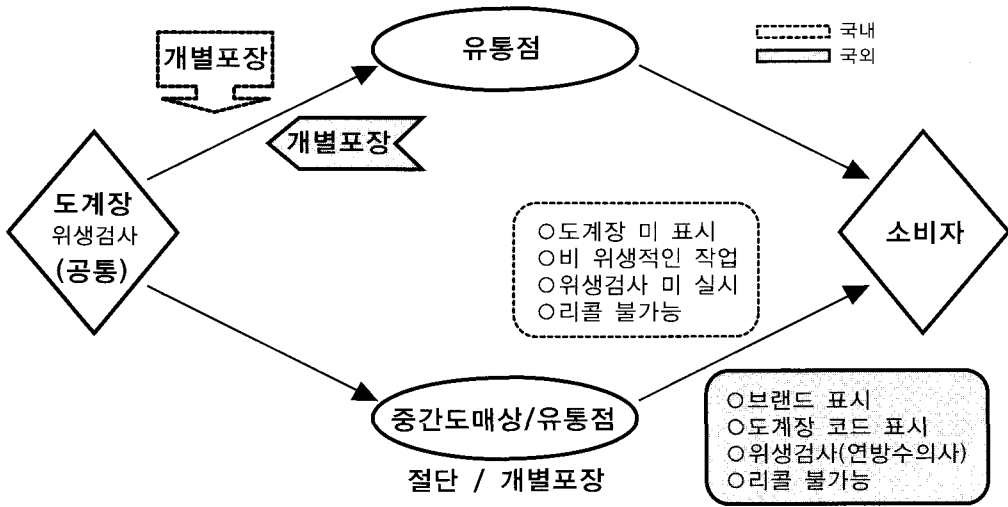 유통점
국내
국외
개별포장
개별포장
도계장
위생검사
(공통)
○도계장 미 표시
○비 위생적인 작업
○위생검사 미 실시
○리콜 불가능
소비자
중간도매상/유통점
절단 / 개별포장
○브랜드 표시
○도계장 코드 표시
○위생검사(연방수의사)
○리콜 불가능